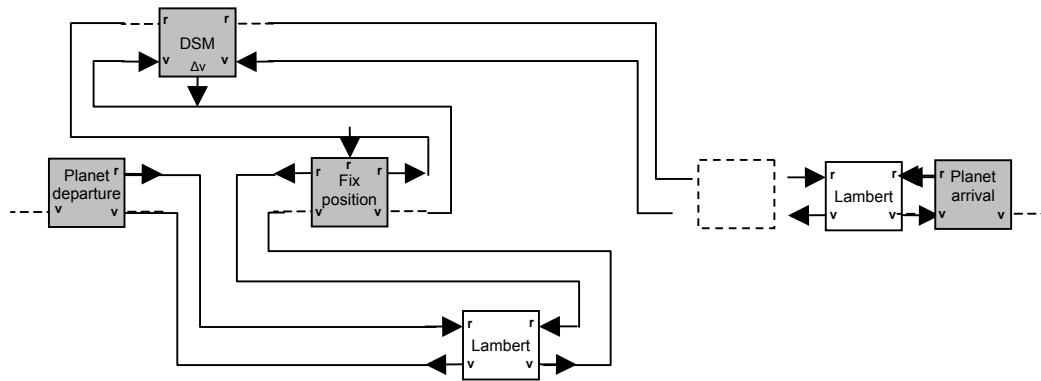 r r
DSM
v v
Δv
Planet r
departure
v v
r
r r
Fix
position
v v
r r
Lambert
v v
r Planet
arrival
v v
r r
Lambert
v v